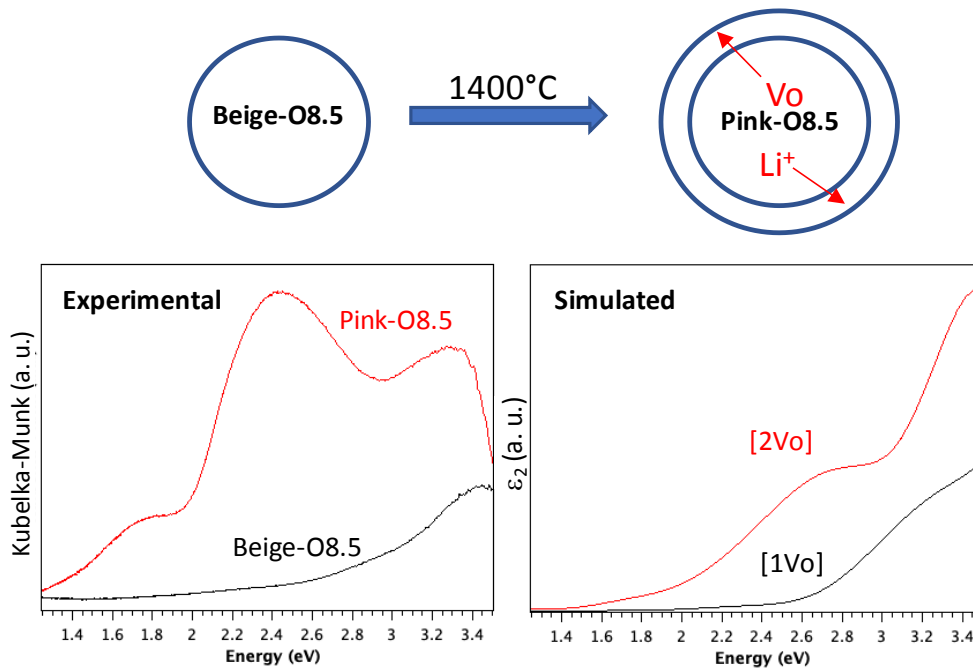 Beige-O8.5
1400°C
Vo
Pink-O8.5
Li⁺
Experimental
Pink-O8.5
Beige-O8.5
Kubelka-Munk (a. u.)
1.4 1.6 1.8 2 2.2 2.4 2.6 2.8 3 3.2 3.4
Energy (eV)
Simulated
[2Vo]
[1Vo]
ε₂ (a. u.)
1.4 1.6 1.8 2 2.2 2.4 2.6 2.8 3 3.2 3.4
Energy (eV)